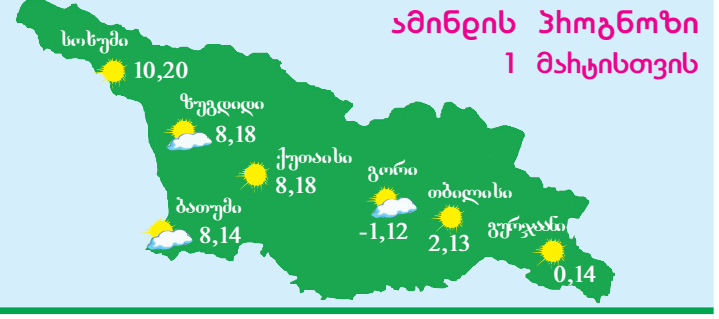 ამინდის პროგნოზი
1 მარტისთვის
სოხუმი
10,20
ზუგდიდი
8,18
ქუთაისი
8,18
გორი
-1,12
თბილისი
2,13
ბათუმი
8,14
გურჯაანი
0,14